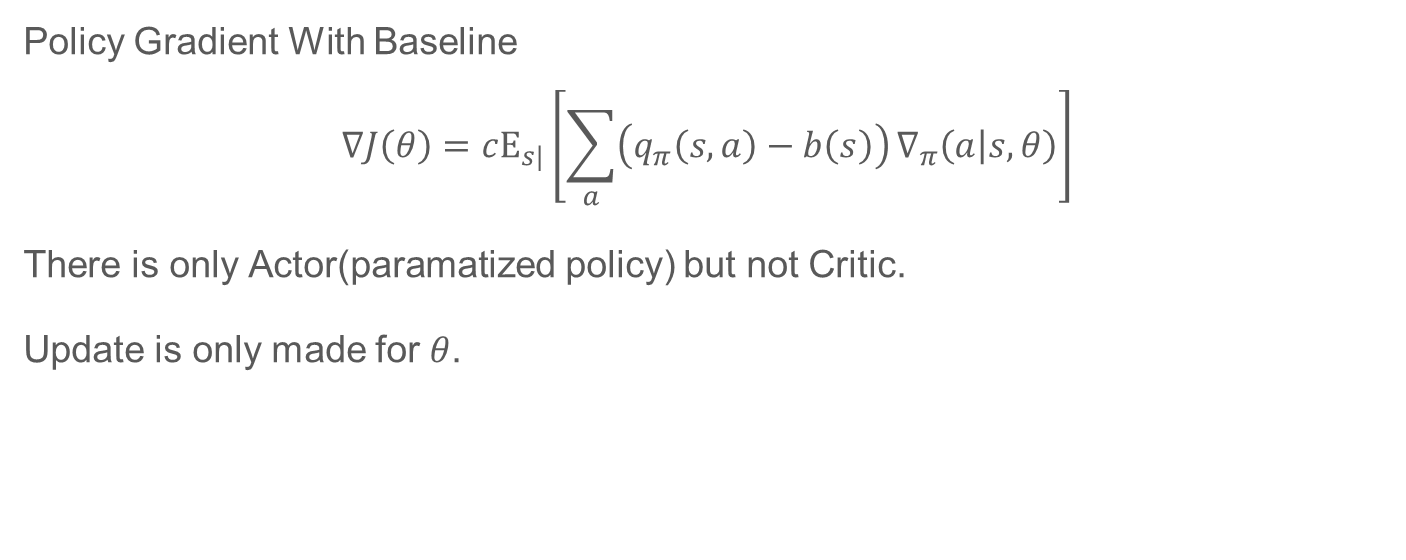 Policy Gradient With Baseline
∇J(θ) = cE_{s|} [∑_a (q_π(s, a) − b(s)) ∇_π(a|s, θ)]
There is only Actor(paramatized policy) but not Critic.
Update is only made for θ.